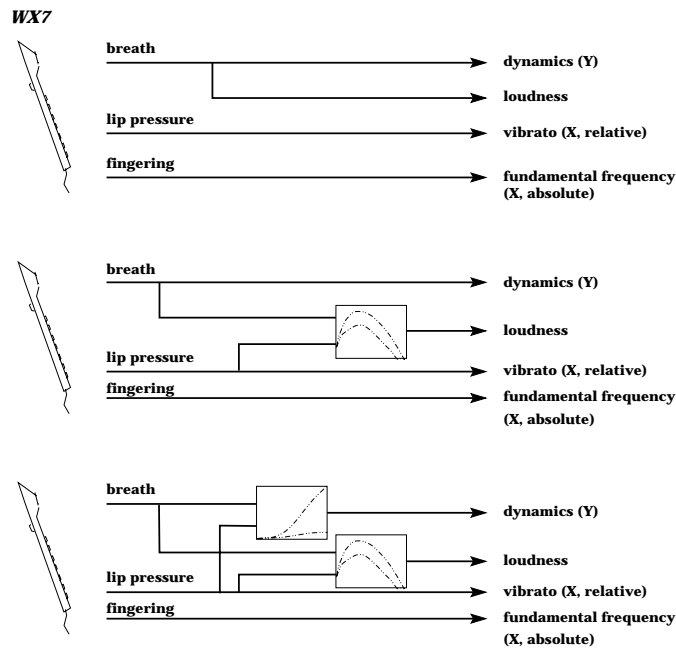 WX7
breath
dynamics (Y)
loudness
lip pressure
vibrato (X, relative)
fingering
fundamental frequency
(X, absolute)
breath
dynamics (Y)
loudness
lip pressure
vibrato (X, relative)
fingering
fundamental frequency
(X, absolute)
breath
dynamics (Y)
loudness
lip pressure
vibrato (X, relative)
fingering
fundamental frequency
(X, absolute)